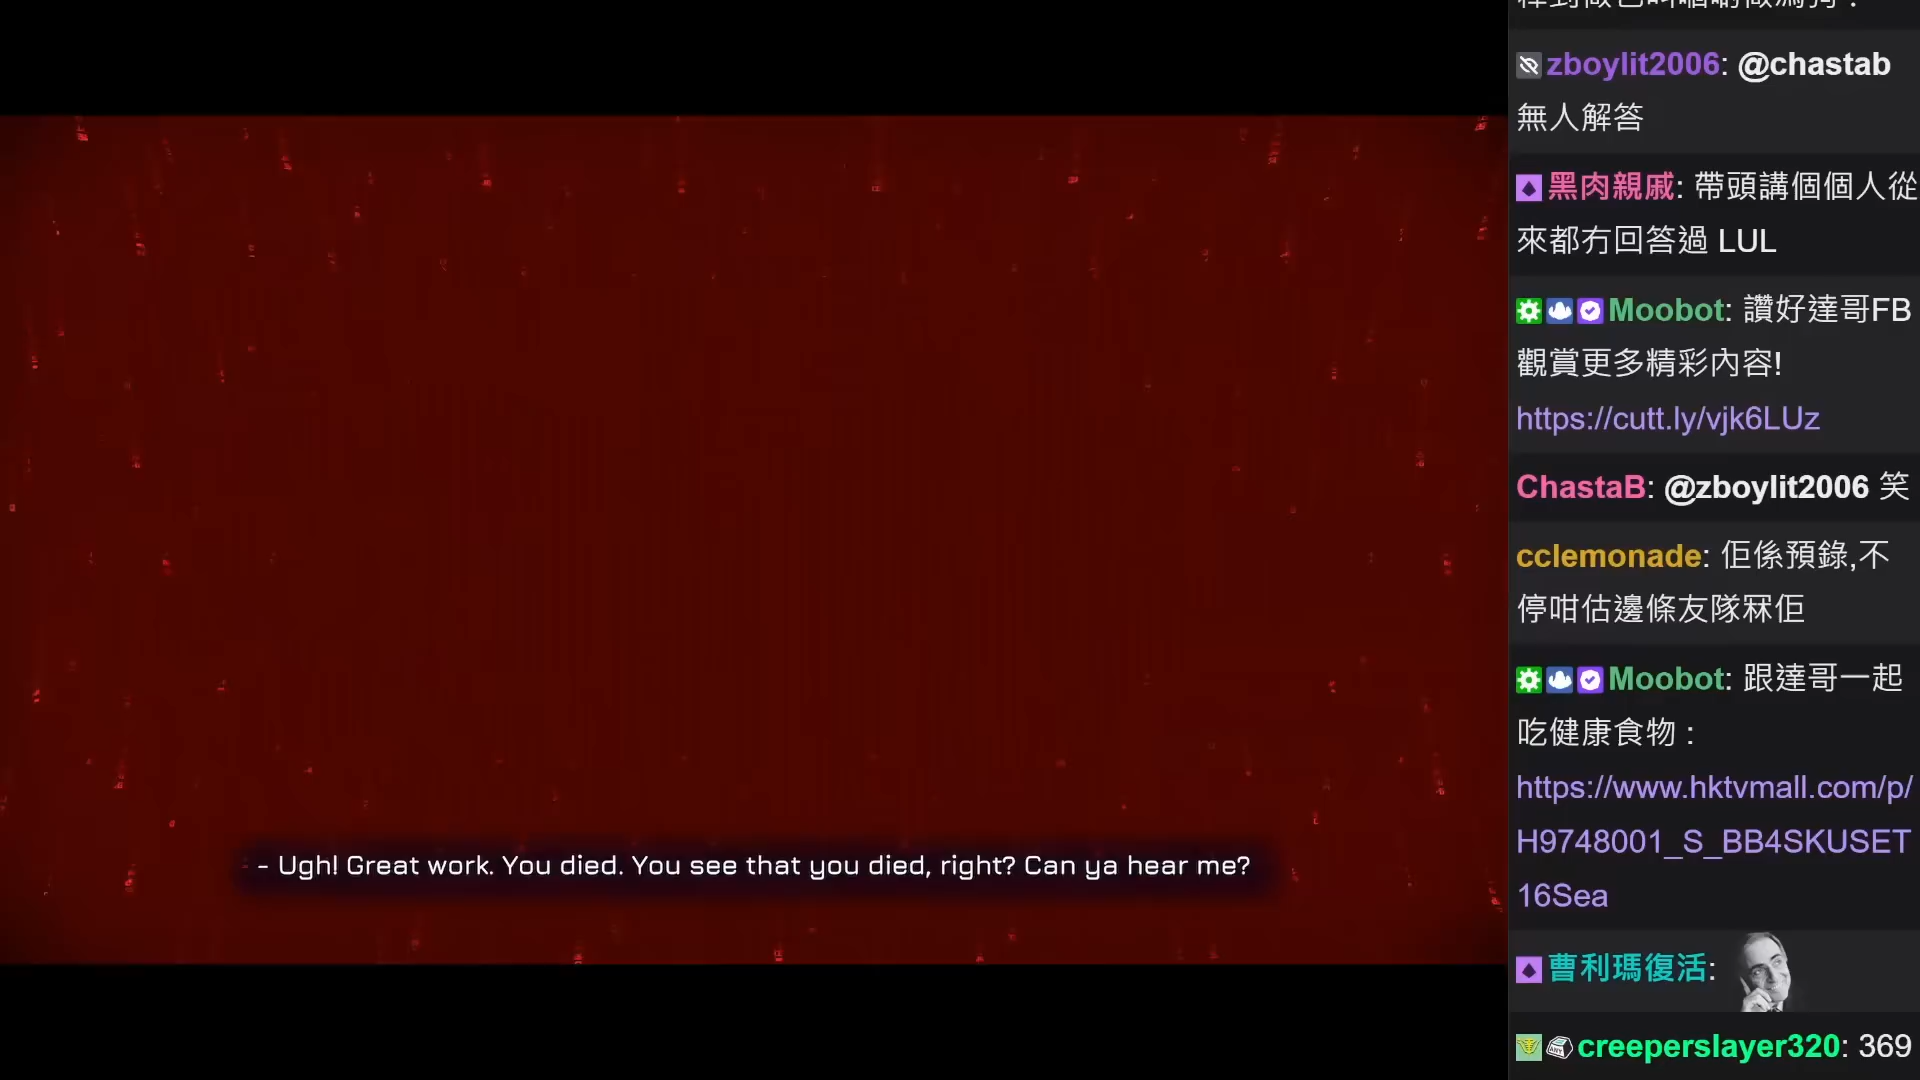 - Ugh! Great work. You died. You see that you died, right? Can ya hear me?
zboylit2006: @chastab
無人解答
黑肉親戚: 帶頭講個個人從
來都冇回答過 LUL
Moobot: 讚好達哥FB
觀賞更多精彩內容!
https://cutt.ly/vjk6LUz
ChastaB: @zboylit2006 笑
cclemonade: 佢係預錄,不
停咁估邊條友隊冧佢
Moobot: 跟達哥一起
吃健康食物 :
https://www.hktvmall.com/p/
H9748001_S_BB4SKUSET
16Sea
曹利瑪復活:
creeperslayer320: 369